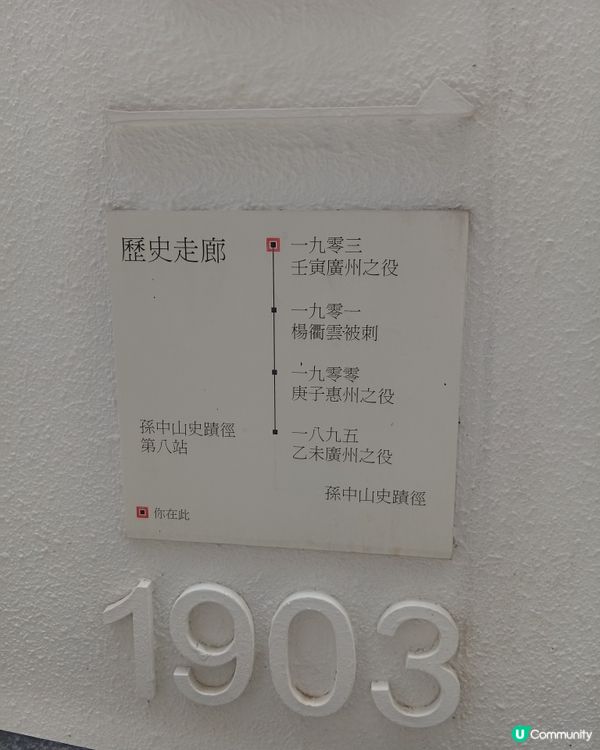 歷史走廊
一九零三
壬寅廣州之役
一九零一
楊衢雲被刺
一九零零
庚子惠州之役
一八九五
乙未廣州之役
孫中山史蹟徑
第八站
孫中山史蹟徑
你在此
1903
U Community